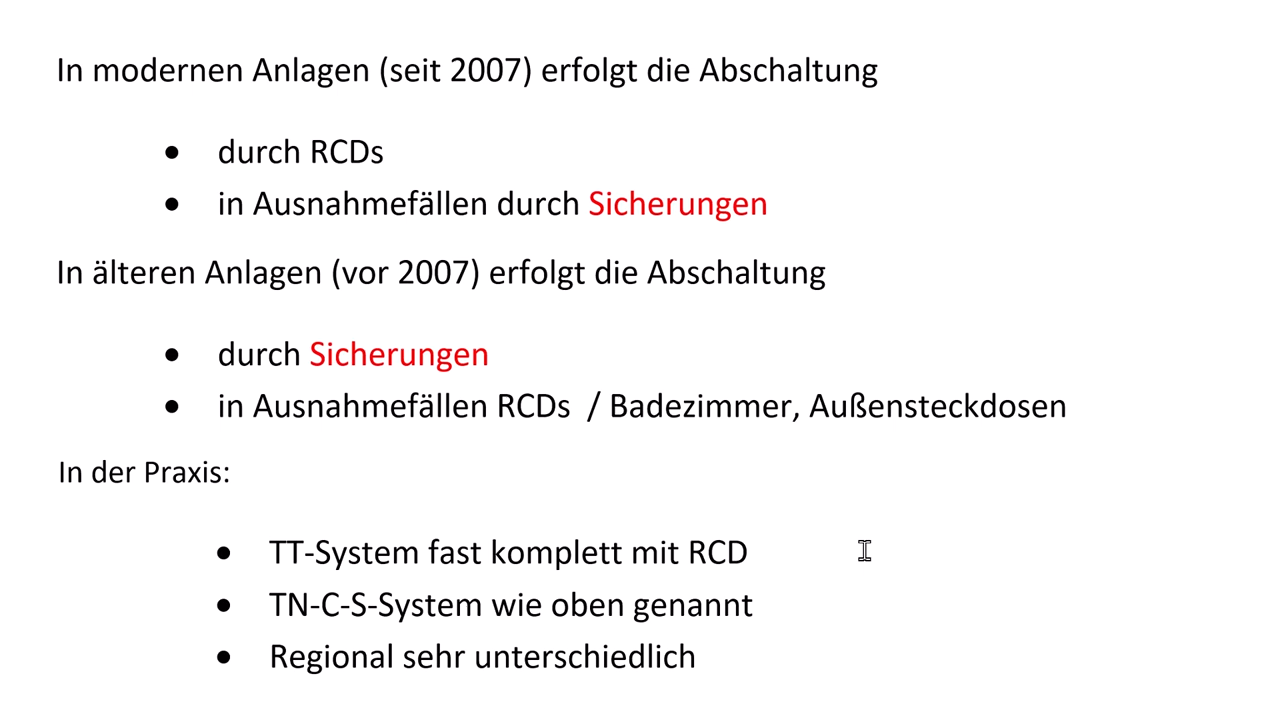 In modernen Anlagen (seit 2007) erfolgt die Abschaltung
• durch RCDs
• in Ausnahmefällen durch Sicherungen
In älteren Anlagen (vor 2007) erfolgt die Abschaltung
• durch Sicherungen
• in Ausnahmefällen RCDs / Badezimmer, Außensteckdosen
In der Praxis:
• TT-System fast komplett mit RCD
• TN-C-S-System wie oben genannt
• Regional sehr unterschiedlich